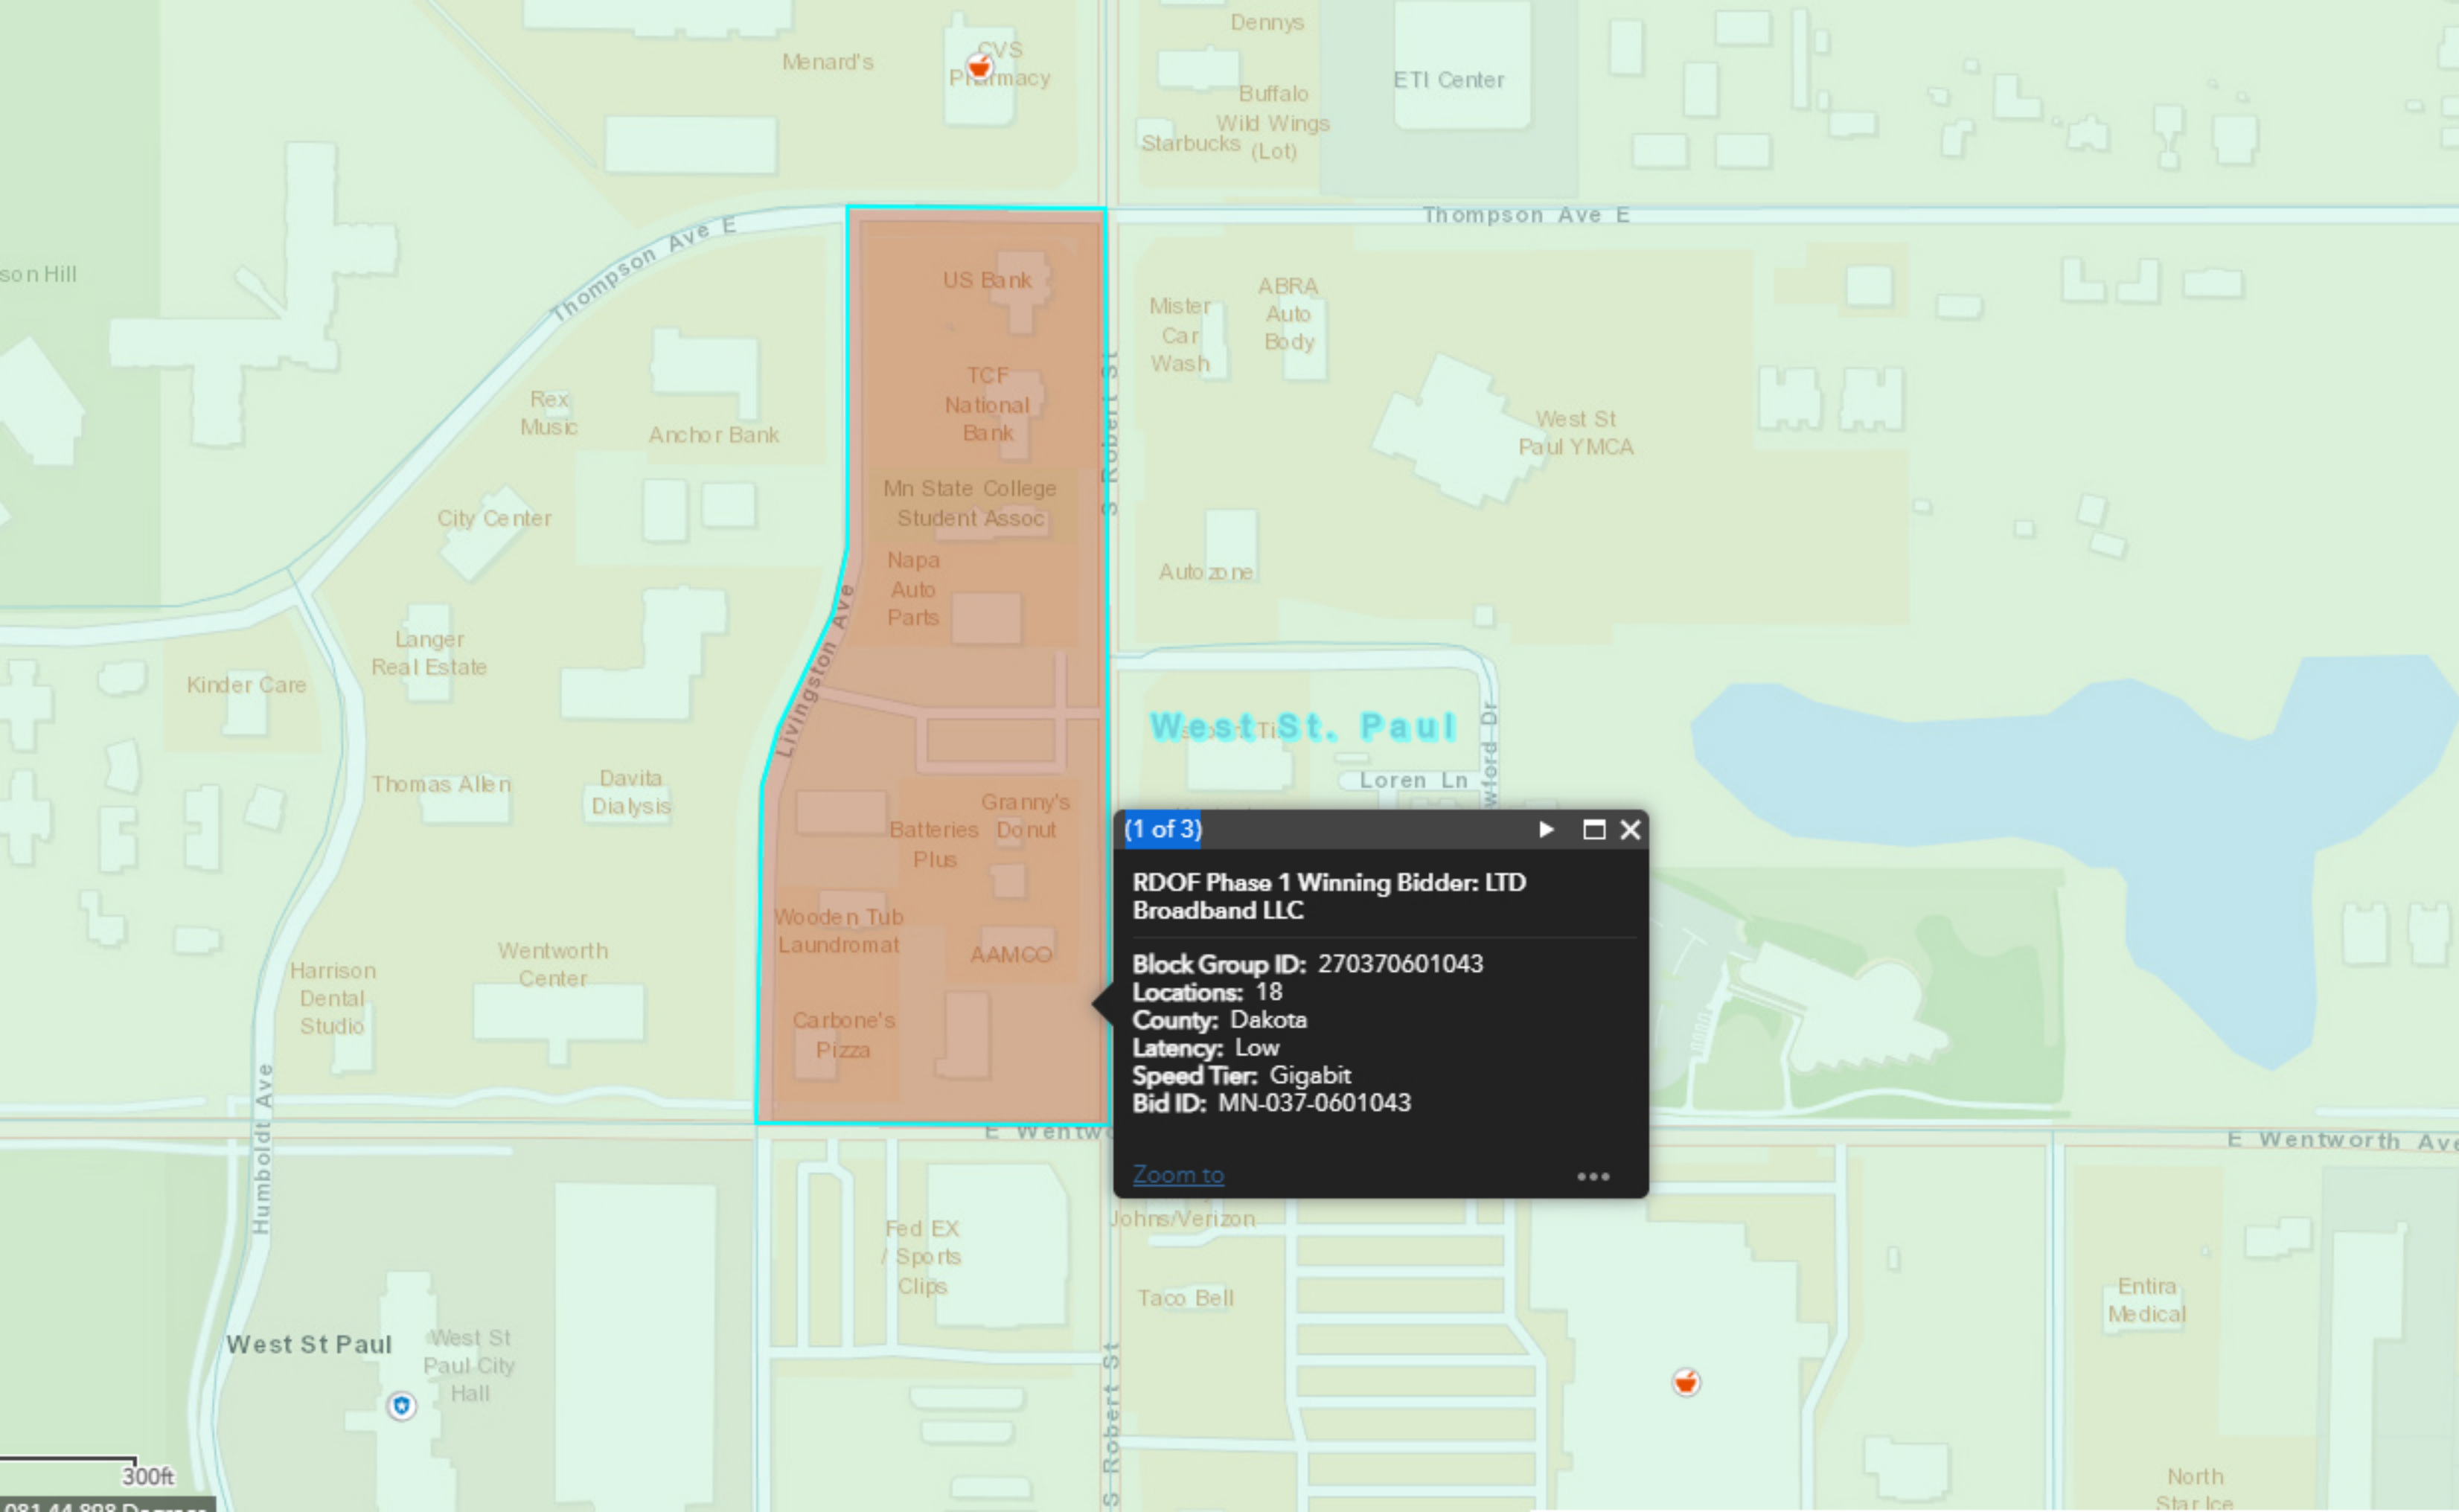 Dennys
Menard's
CVS
Pharmacy
ETI Center
Buffalo
Wild Wings
(Lot)
Starbucks
Thompson Ave E
Thompson Ave E
son Hill
US Bank
Mister
Car
Wash
ABRA
Auto
Body
TCF
National
Bank
S Robert St
Rex
Music
Anchor Bank
West St
Paul YMCA
Mn State College
Student Assoc
City Center
Napa
Auto
Parts
Autozone
Livingston Ave
Langer
Real Estate
Kinder Care
West St. Paul
Loren Ln
wford Dr
Thomas Allen
Davita
Dialysis
Granny's
Donut
Batteries
Plus
(1 of 3)
RDOF Phase 1 Winning Bidder: LTD
Broadband LLC
Block Group ID: 270370601043
Locations: 18
County: Dakota
Latency: Low
Speed Tier: Gigabit
Bid ID: MN-037-0601043
Zoom to
Wooden Tub
Laundromat
AAMCO
Wentworth
Center
Harrison
Dental
Studio
Carbone's
Pizza
Humboldt Ave
E Wentwo
E Wentworth Ave
Johns/Verizon
Fed EX
/ Sports
Clips
Taco Bell
Entira
Medical
West St Paul
West St
Paul City
Hall
S Robert St
300ft
North
Star Ice